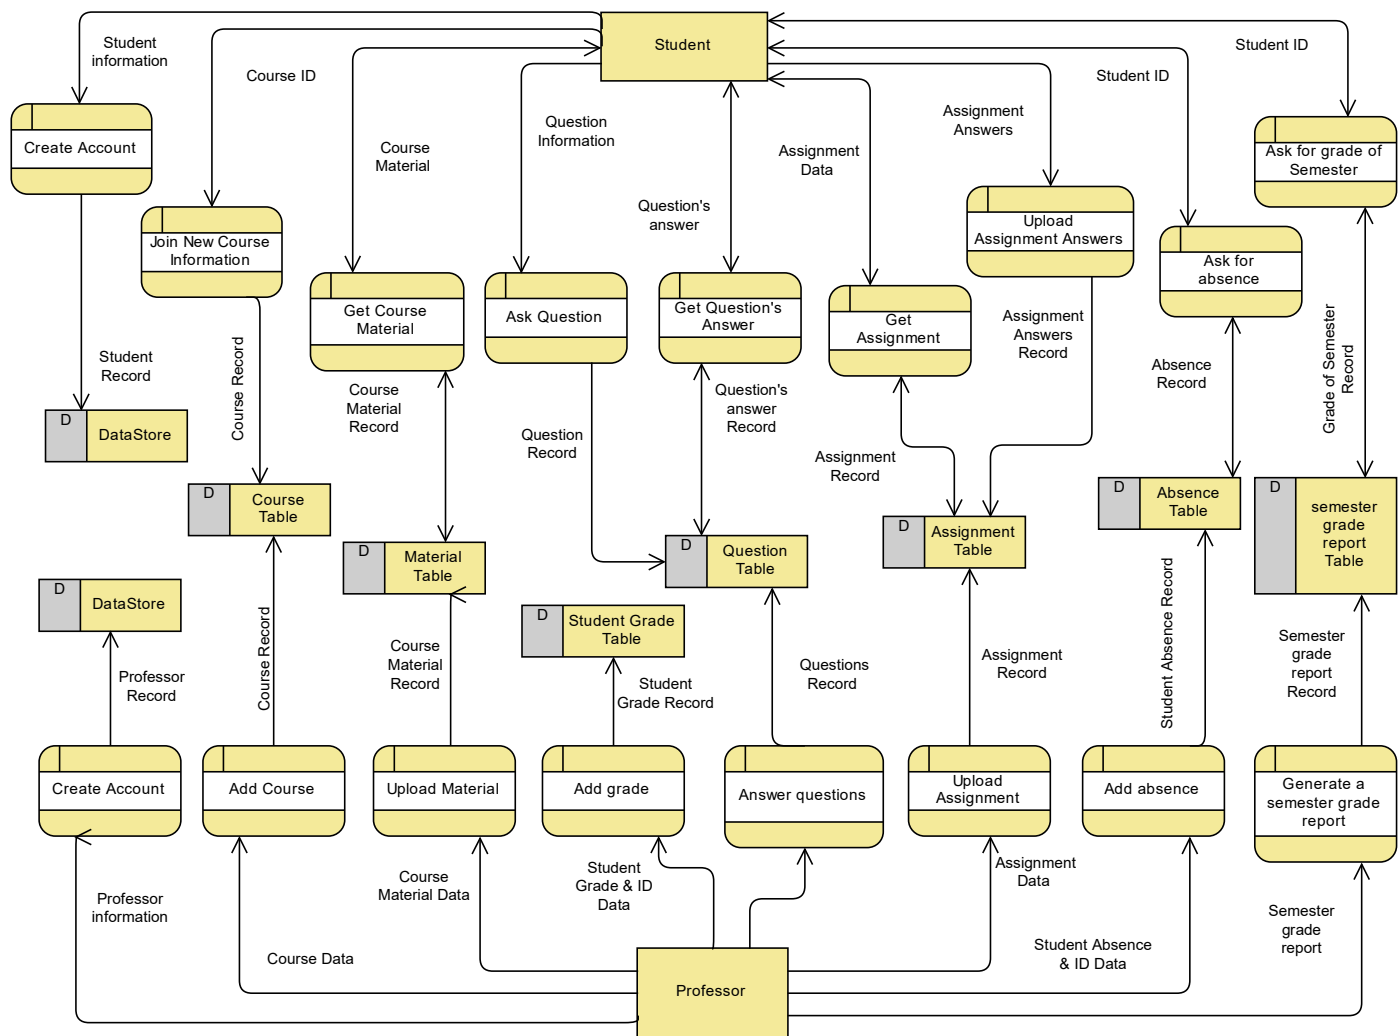 Student
Student
information
Course ID
Course
Material
Question
Information
Question's
answer
Assignment
Data
Assignment
Answers
Student ID
Student ID
Create Account
Join New Course
Information
Get Course
Material
Ask Question
Get Question's
Answer
Get
Assignment
Upload
Assignment Answers
Ask for
absence
Ask for grade of
Semester
Student
Record
Course Record
Course
Material
Record
Question
Record
Question's
answer
Record
Assignment
Record
Assignment
Answers
Record
Absence
Record
Grade of Semester
Record
D
DataStore
D
Course
Table
D
Material
Table
D
Question
Table
D
Assignment
Table
D
Absence
Table
D
semester
grade
report
Table
D
DataStore
D
Student Grade
Table
Professor
Record
Course Record
Course
Material
Record
Student
Grade Record
Questions
Record
Assignment
Record
Student Absence Record
Semester
grade
report
Record
Create Account
Add Course
Upload Material
Add grade
Answer questions
Upload
Assignment
Add absence
Generate a
semester grade
report
Professor
information
Course Data
Course
Material Data
Student
Grade & ID
Data
Assignment
Data
Student Absence
& ID Data
Semester
grade
report
Professor